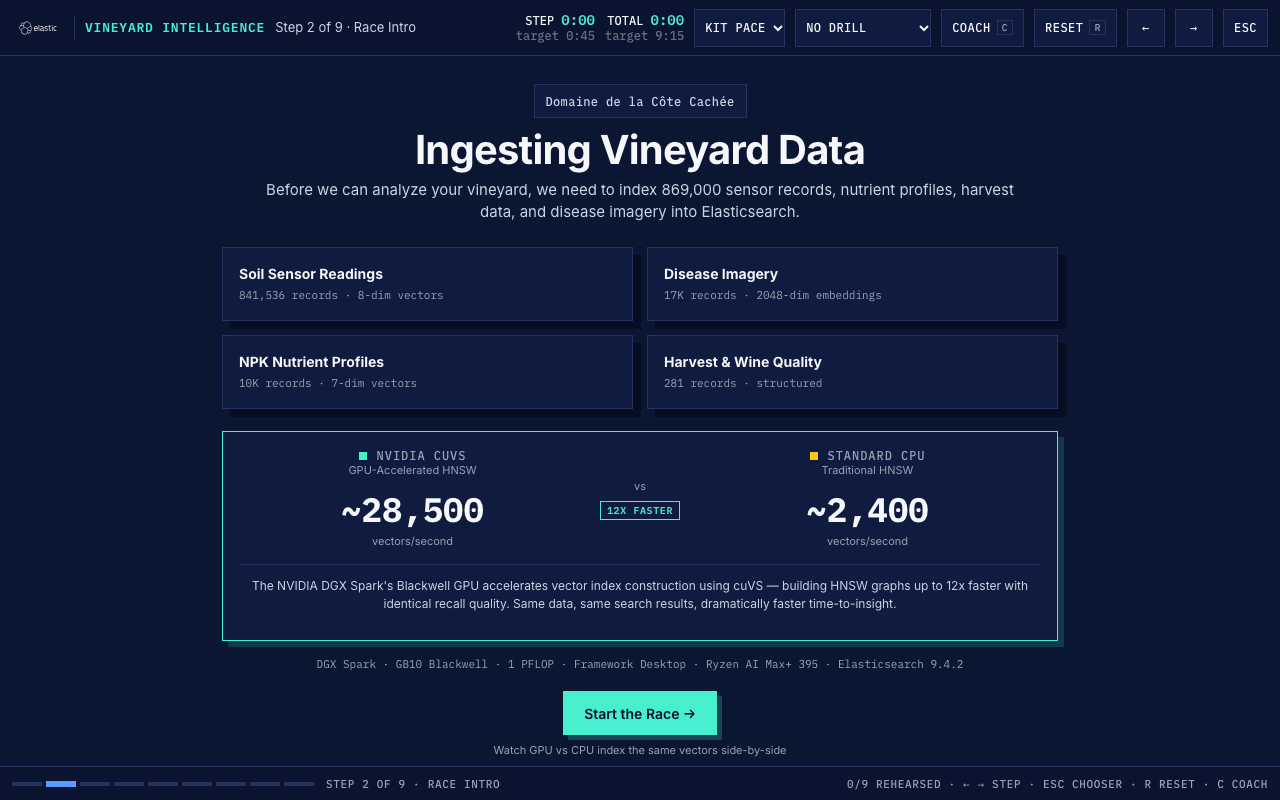 elastic VINEYARD INTELLIGENCE Step 2 of 9 · Race Intro
STEP 0:00 TOTAL 0:00
target 0:45 target 9:15
KIT PACE NO DRILL COACH C RESET R ← → ESC
Domaine de la Côte Cachée
Ingesting Vineyard Data
Before we can analyze your vineyard, we need to index 869,000 sensor records, nutrient profiles, harvest
data, and disease imagery into Elasticsearch.
Soil Sensor Readings
841,536 records · 8-dim vectors
Disease Imagery
17K records · 2048-dim embeddings
NPK Nutrient Profiles
10K records · 7-dim vectors
Harvest & Wine Quality
281 records · structured
NVIDIA CUVS
GPU-Accelerated HNSW
~28,500
vectors/second
vs
12X FASTER
STANDARD CPU
Traditional HNSW
~2,400
vectors/second
The NVIDIA DGX Spark's Blackwell GPU accelerates vector index construction using cuVS — building HNSW graphs up to 12x faster with
identical recall quality. Same data, same search results, dramatically faster time-to-insight.
DGX Spark · GB10 Blackwell · 1 PFLOP · Framework Desktop · Ryzen AI Max+ 395 · Elasticsearch 9.4.2
Start the Race →
Watch GPU vs CPU index the same vectors side-by-side
STEP 2 OF 9 · RACE INTRO
0/9 REHEARSED · ← → STEP · ESC CHOOSER · R RESET · C COACH